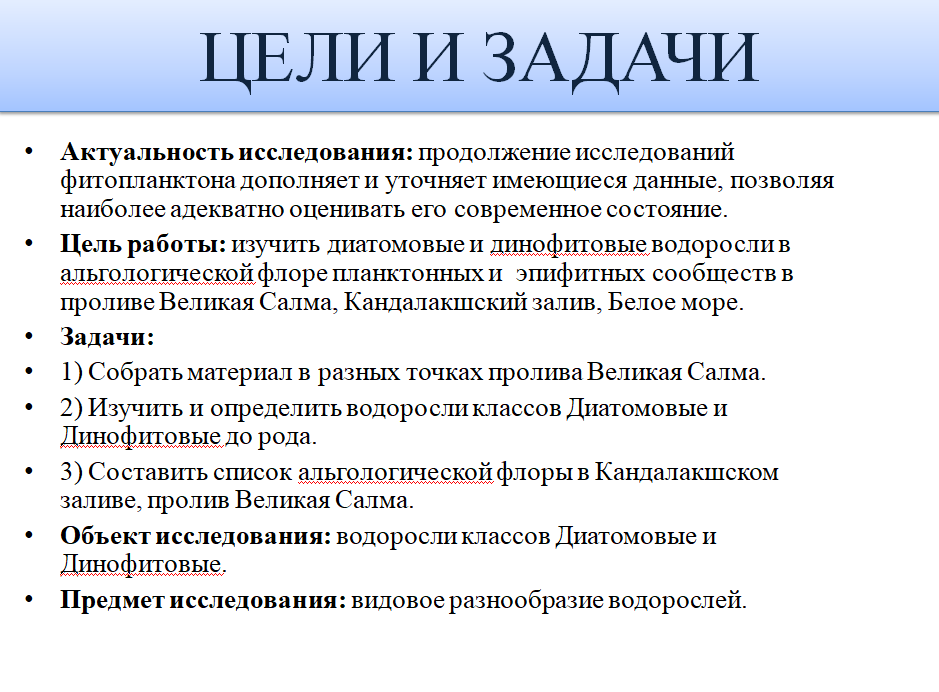 ЦЕЛИ И ЗАДАЧИ
• Актуальность исследования: продолжение исследований
фитопланктона дополняет и уточняет имеющиеся данные, позволяя
наиболее адекватно оценивать его современное состояние.
• Цель работы: изучить диатомовые и динофитовые водоросли в
альгологической флоре планктонных и эпифитных сообществ в
проливе Великая Салма, Кандалакшский залив, Белое море.
• Задачи:
• 1) Собрать материал в разных точках пролива Великая Салма.
• 2) Изучить и определить водоросли классов Диатомовые и
Динофитовые до рода.
• 3) Составить список альгологической флоры в Кандалакшском
заливе, пролив Великая Салма.
• Объект исследования: водоросли классов Диатомовые и
Динофитовые.
• Предмет исследования: видовое разнообразие водорослей.